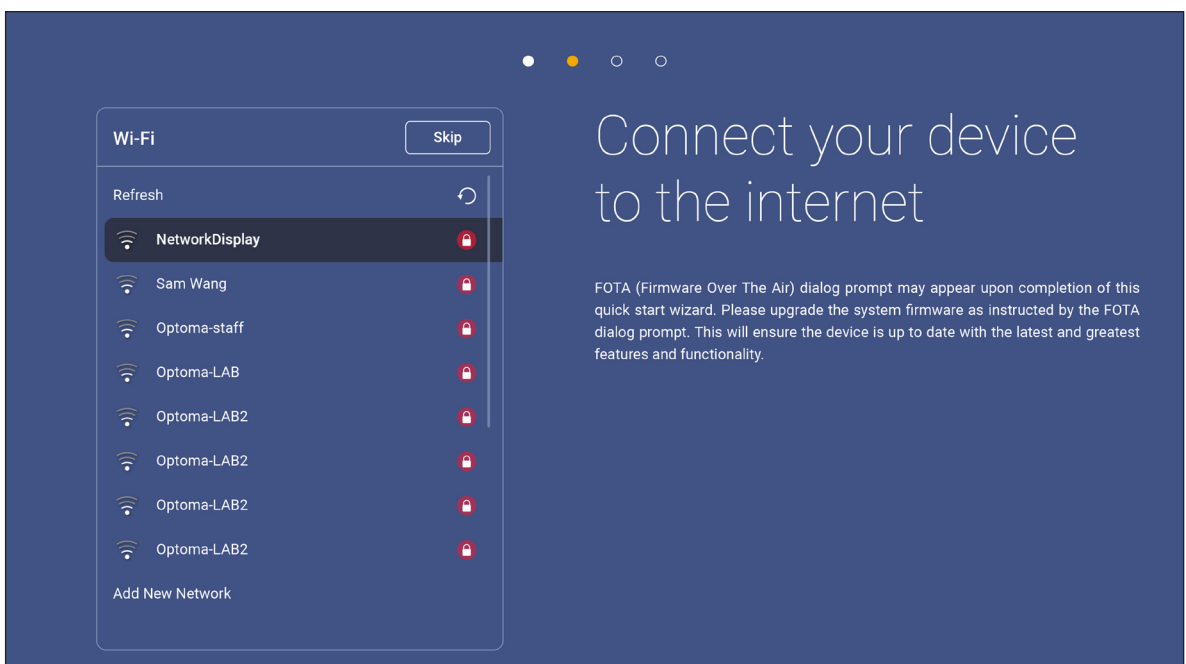 Wi-Fi
Skip
Refresh
NetworkDisplay
Sam Wang
Optoma-staff
Optoma-LAB
Optoma-LAB2
Optoma-LAB2
Optoma-LAB2
Optoma-LAB2
Add New Network
Connect your device
to the internet
FOTA (Firmware Over The Air) dialog prompt may appear upon completion of this
quick start wizard. Please upgrade the system firmware as instructed by the FOTA
dialog prompt. This will ensure the device is up to date with the latest and greatest
features and functionality.